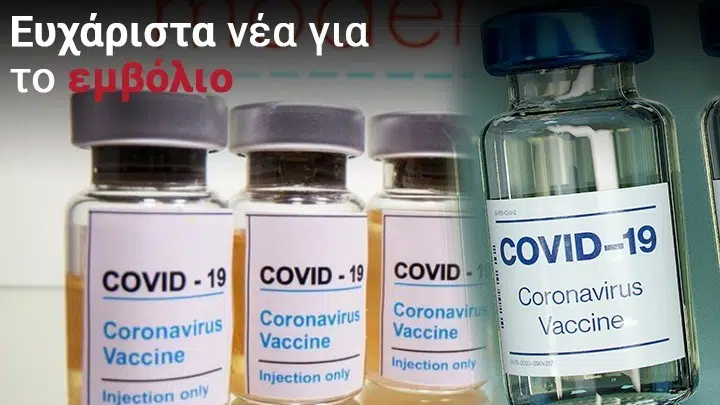 Ευχάριστα νέα για
το εμβόλιο
COVID - 19
Coronavirus
Vaccine
Injection only
COVID - 19
Coronavirus
Vaccine
Injection only
COVID - 19
Coronavirus
Vaccine
Injection only
COVID-19
Coronavirus
Vaccine